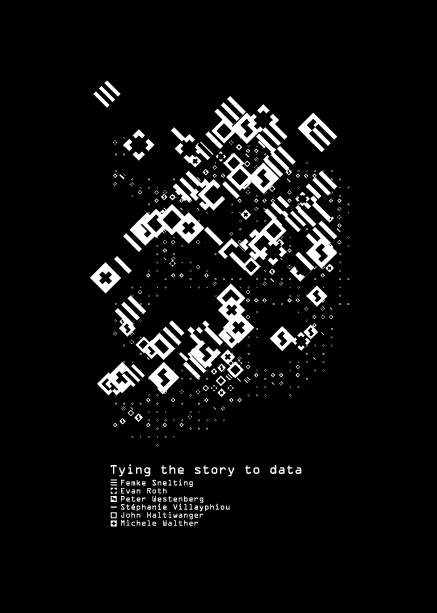 Tying the story to data
Femke Snelting
Evan Roth
Peter Westenberg
Stéphanie Villayphiou
John Haltiwanger
Michele Walther